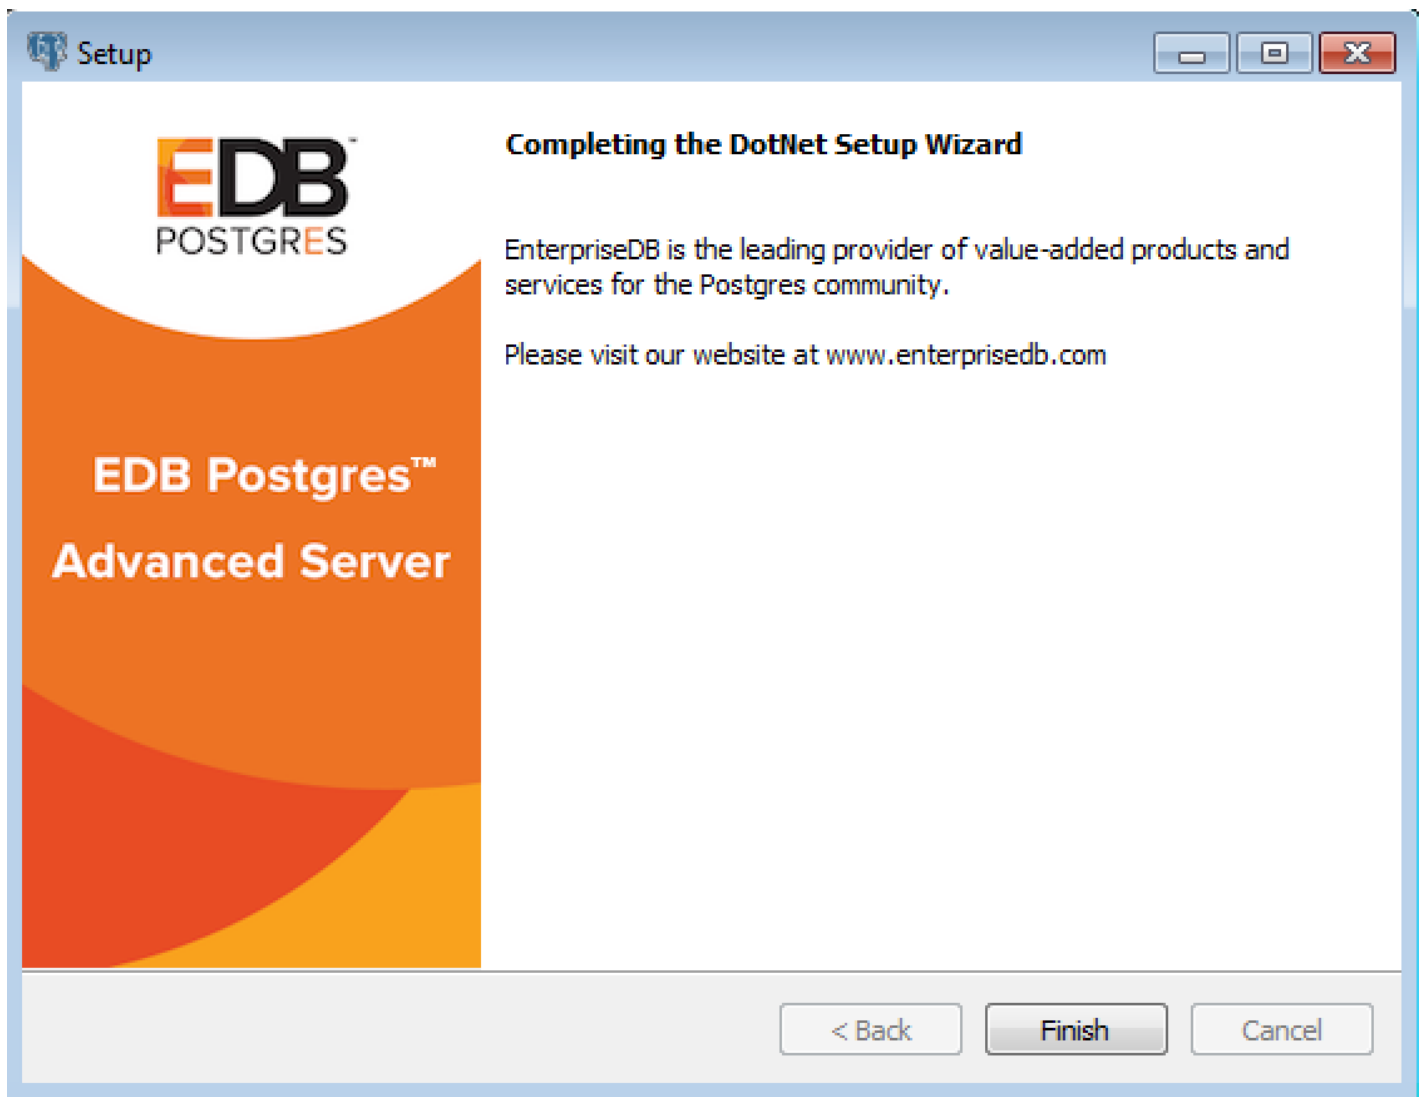 Setup
EDB™
POSTGRES
Completing the DotNet Setup Wizard
EnterpriseDB is the leading provider of value-added products and
services for the Postgres community.
Please visit our website at www.enterprisedb.com
EDB Postgres™
Advanced Server
< Back
Finish
Cancel